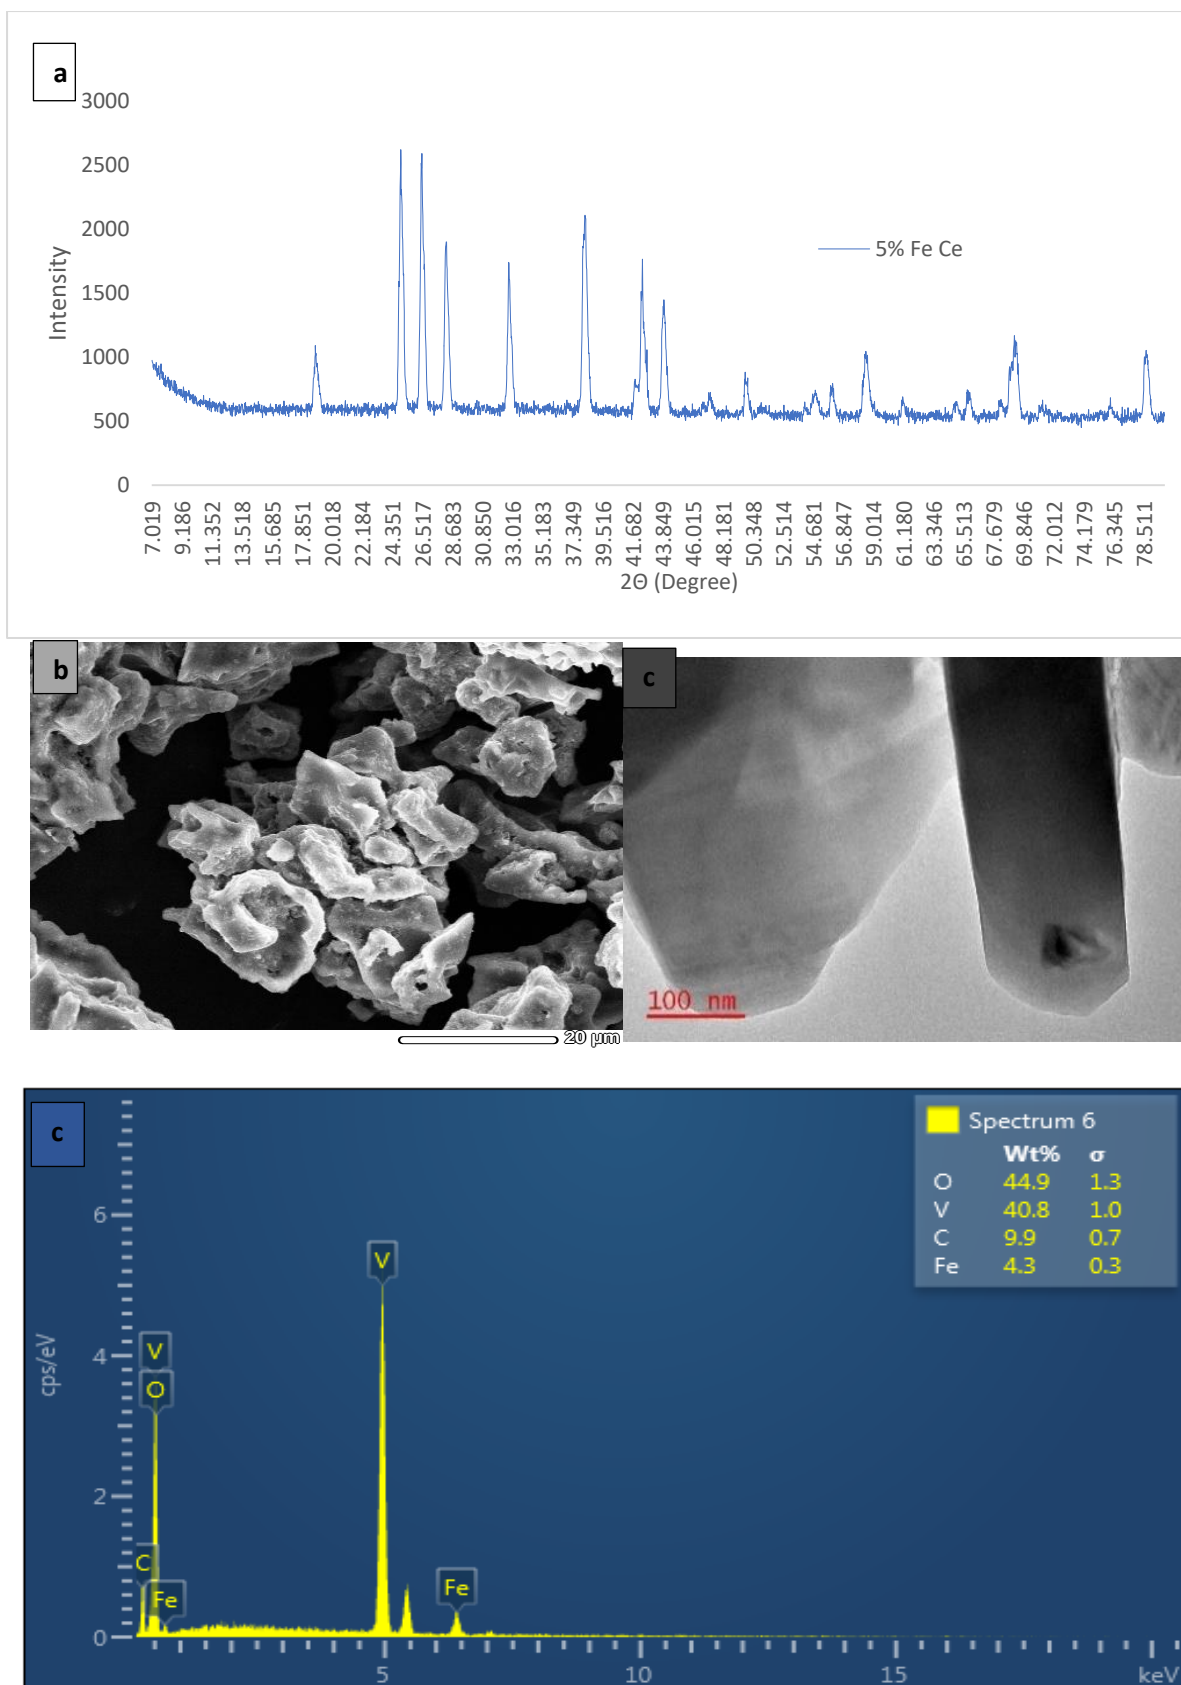 a
3000
2500
2000
1500
1000
500
0
Intensity
5% Fe Ce
7.019 9.186 11.352 13.518 15.685 17.851 20.018 22.184 24.351 26.517 28.683 30.850 33.016 35.183 37.349 39.516 41.682 43.849 46.015 48.181 50.348 52.514 54.681 56.847 59.014 61.180 63.346 65.513 67.679 69.846 72.012 74.179 76.345 78.511
2Θ (Degree)
b
20 µm
c
100 nm
c
Spectrum 6
Wt% σ
O 44.9 1.3
V 40.8 1.0
C 9.9 0.7
Fe 4.3 0.3
cps/eV
6
4
2
0
V
O
C
Fe
V
Fe
5 10 15 keV